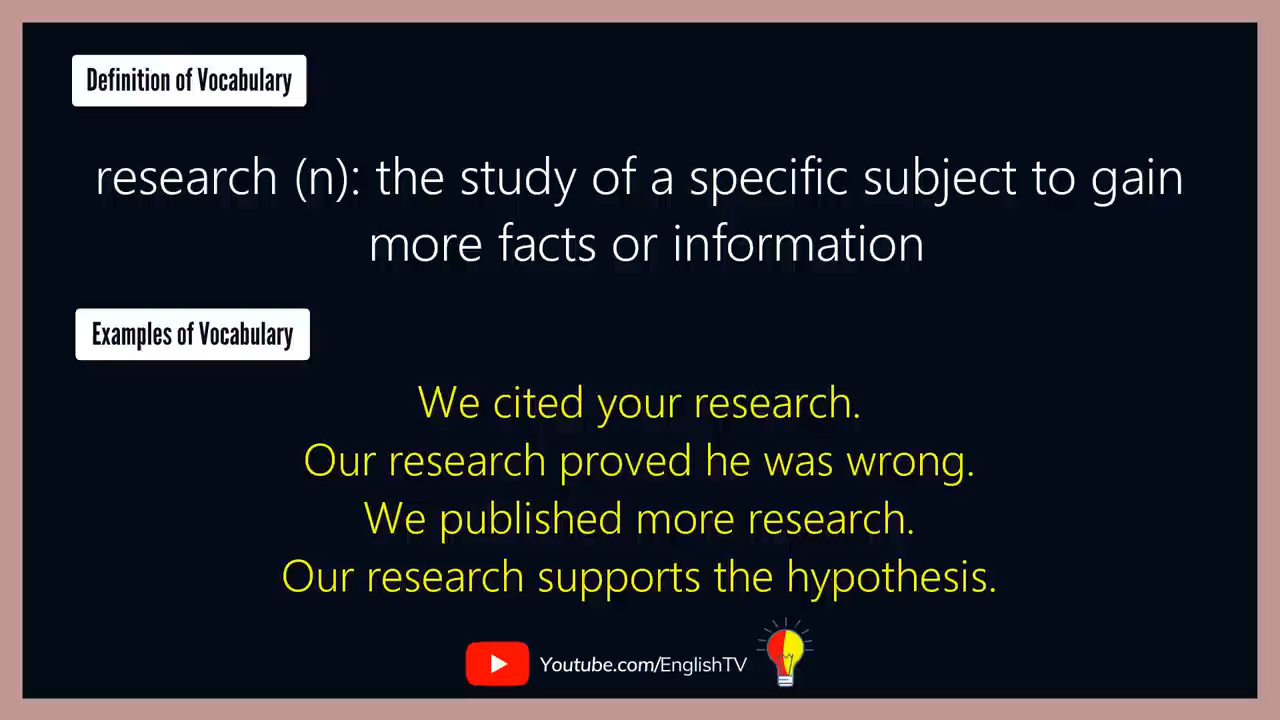 Definition of Vocabulary
research (n): the study of a specific subject to gain
more facts or information
Examples of Vocabulary
We cited your research.
Our research proved he was wrong.
We published more research.
Our research supports the hypothesis.
Youtube.com/EnglishTV